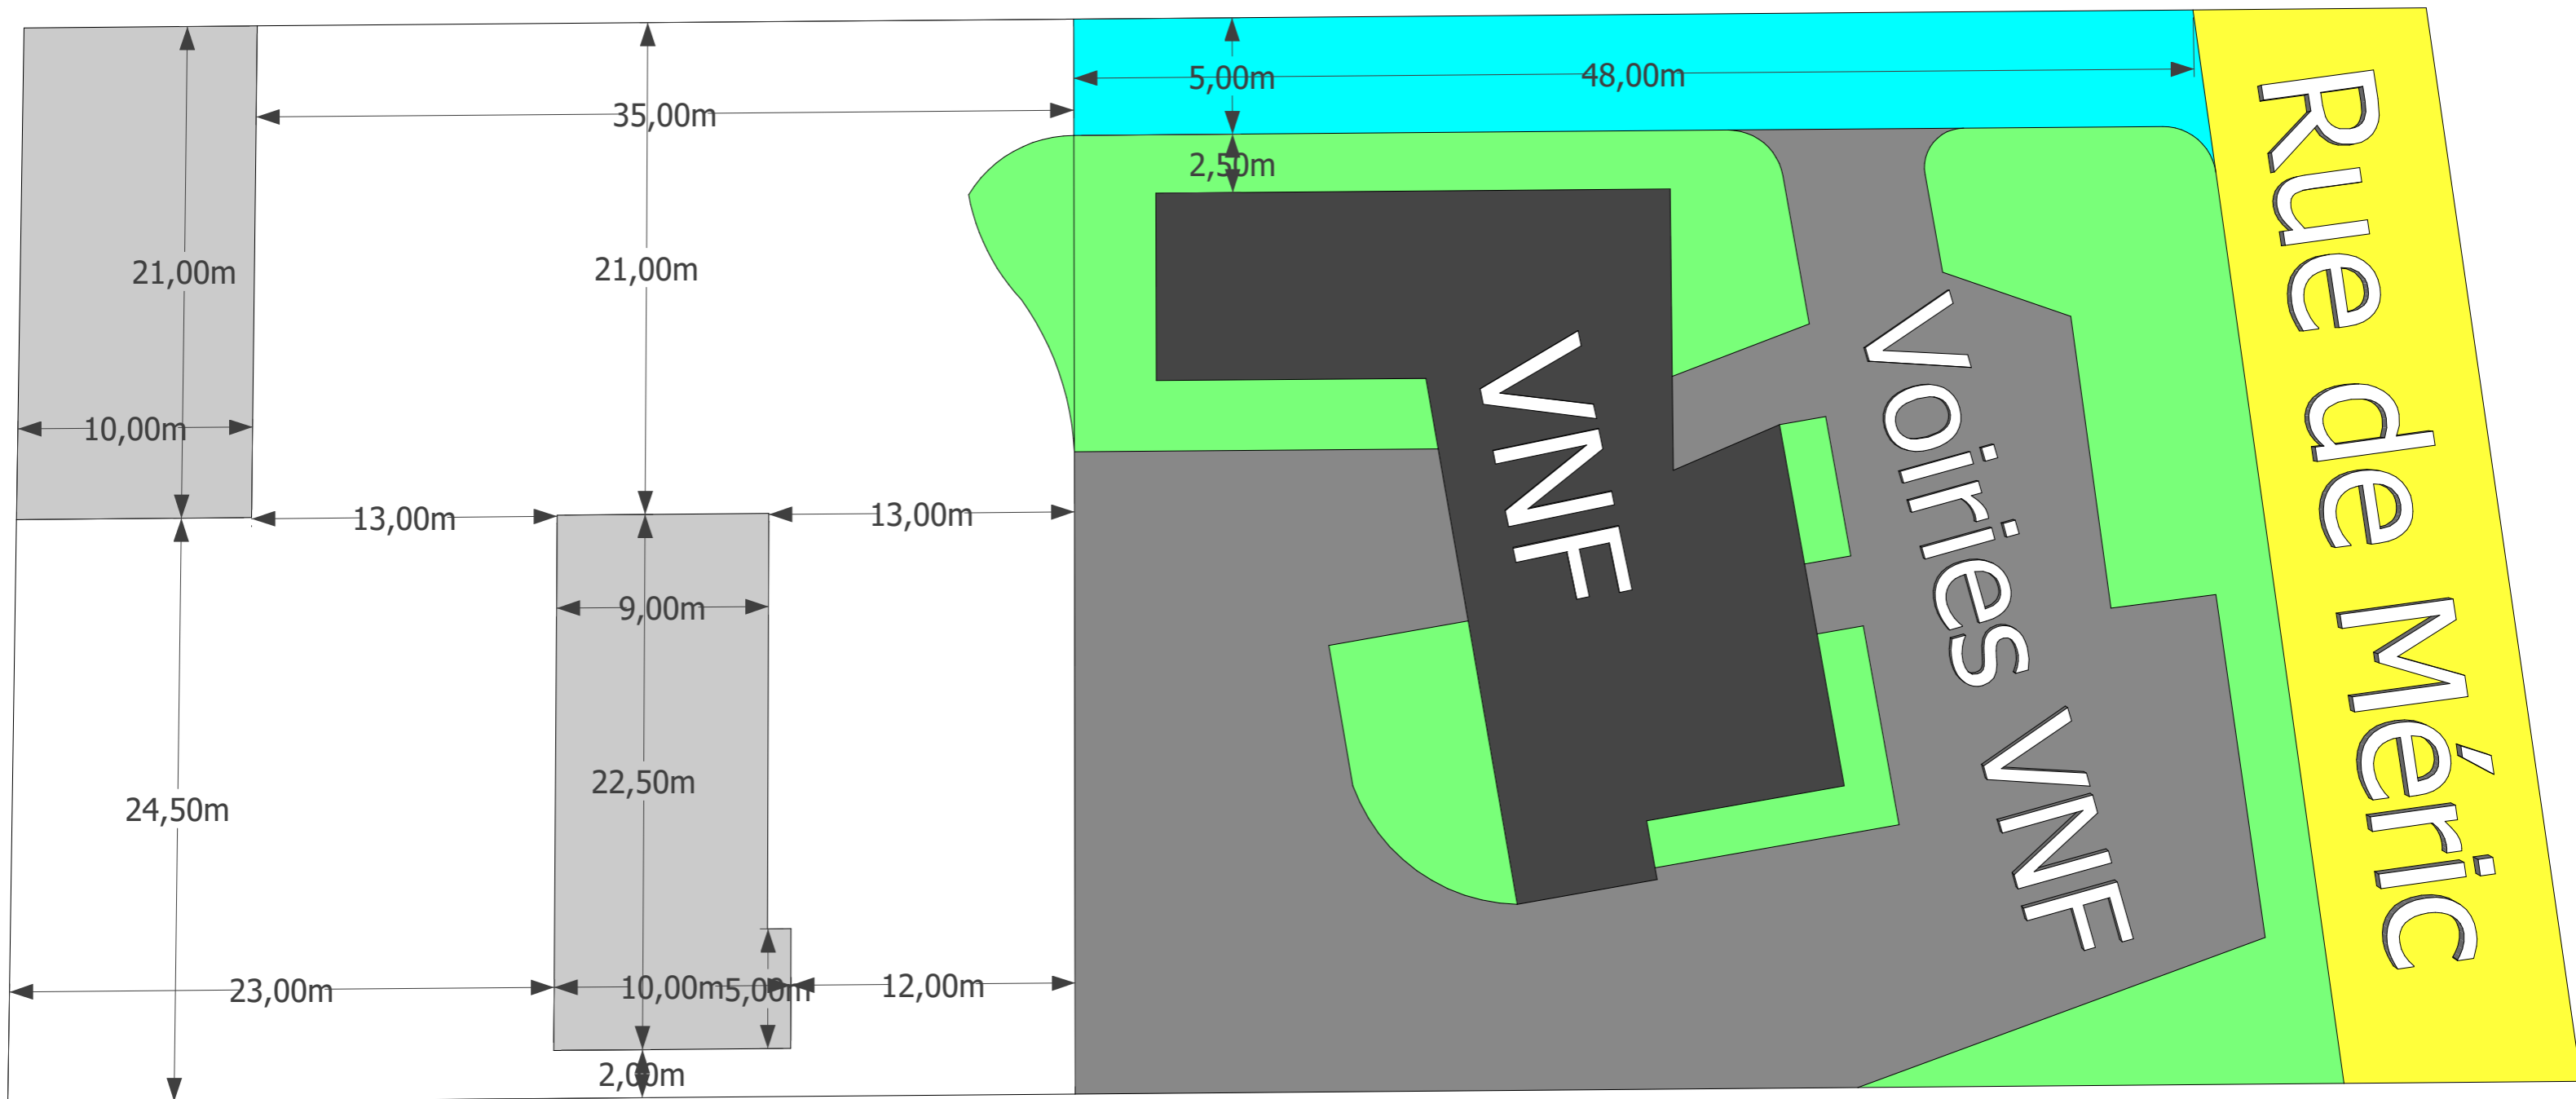 5,00m
48,00m
35,00m
2,50m
21,00m
21,00m
10,00m
13,00m
13,00m
9,00m
22,50m
24,50m
23,00m
10,00m
5,00m
12,00m
2,00m
VNF
Voiries VNF
Rue de Méric